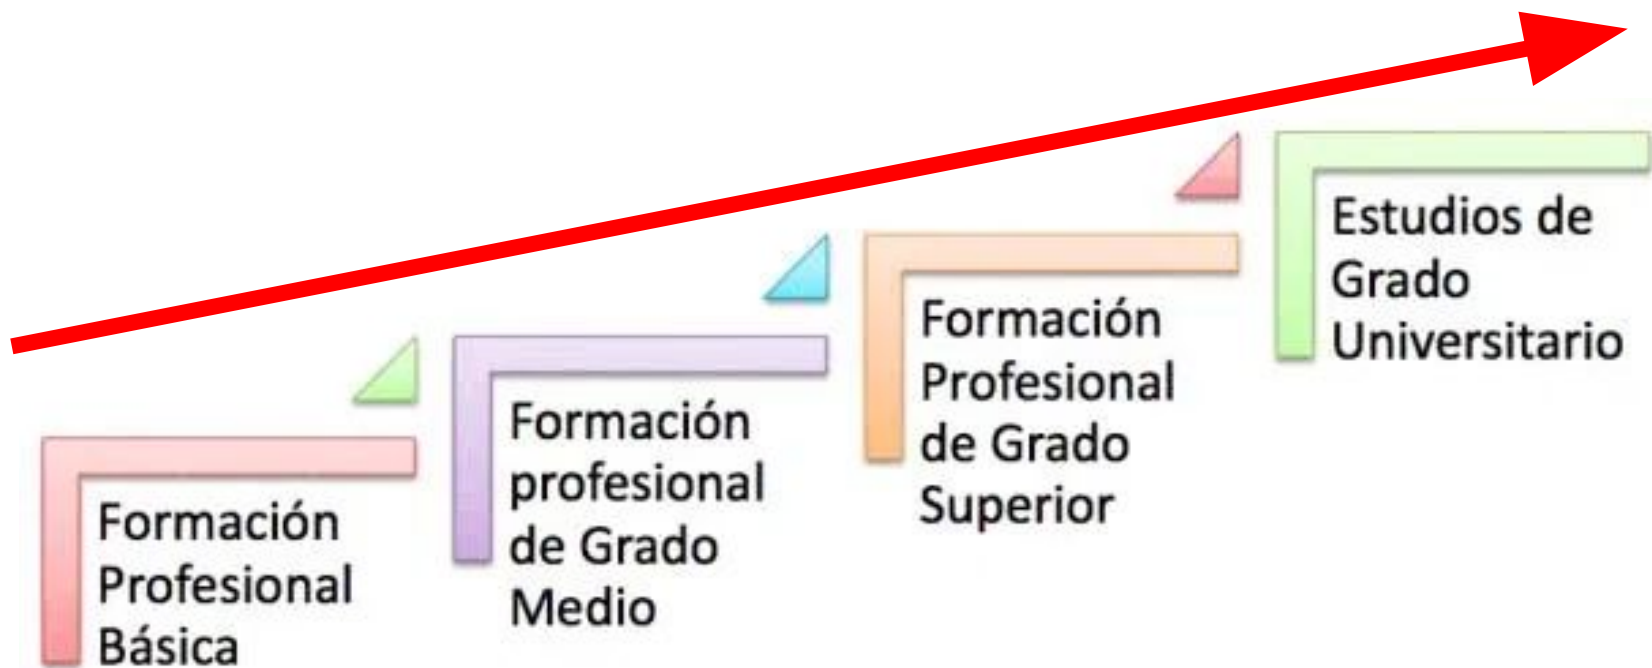 Formación
Profesional
Básica
Formación
profesional
de Grado
Medio
Formación
Profesional
de Grado
Superior
Estudios de
Grado
Universitario